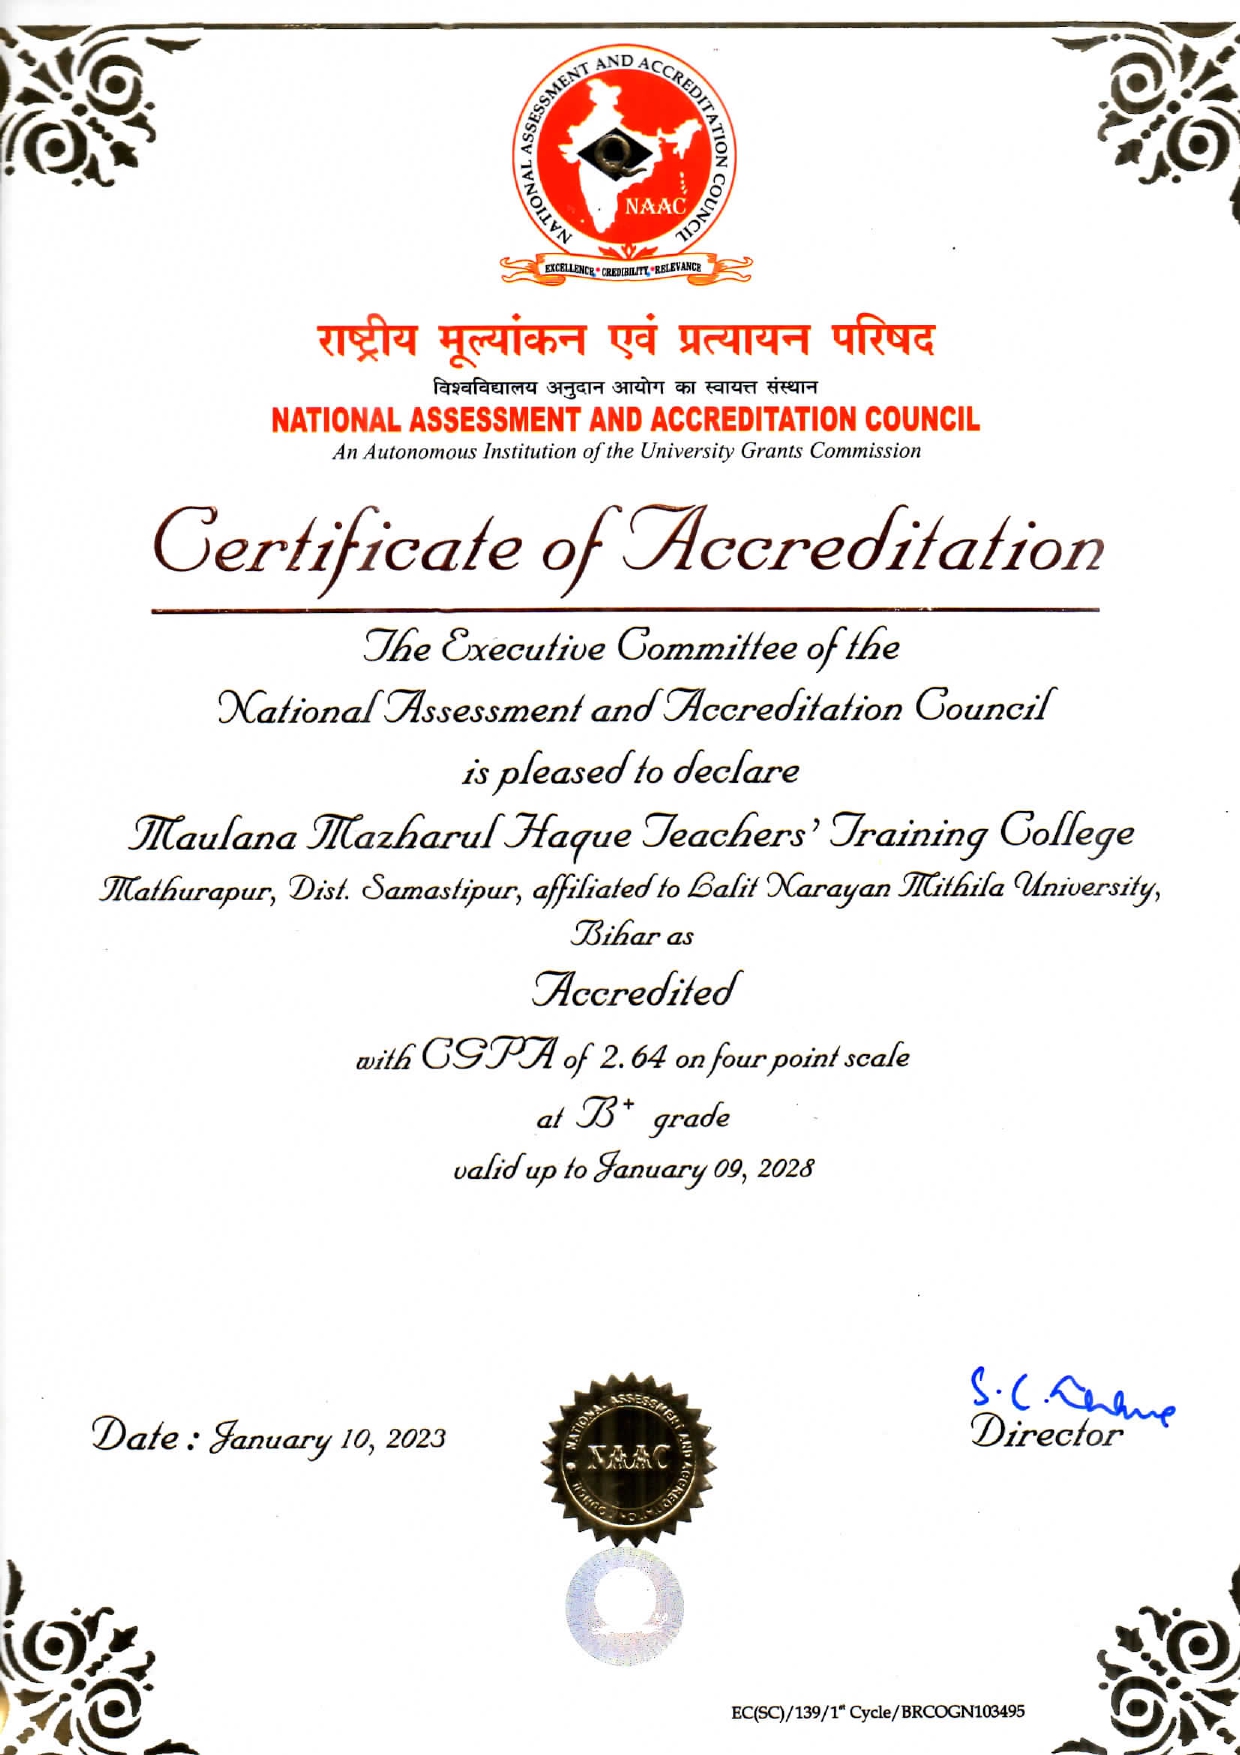 NATIONAL ASSESSMENT AND ACCREDITATION COUNCIL
NAAC
EXCELLENCE * CREDIBILITY * RELEVANCE
राष्ट्रीय मूल्यांकन एवं प्रत्यायन परिषद
विश्वविद्यालय अनुदान आयोग का स्वायत्त संस्थान
NATIONAL ASSESSMENT AND ACCREDITATION COUNCIL
An Autonomous Institution of the University Grants Commission
Certificate of Accreditation
The Executive Committee of the
National Assessment and Accreditation Council
is pleased to declare
Maulana Mazharul Haque Teachers' Training College
Mathurapur, Dist. Samastipur, affiliated to Lalit Narayan Mithila University,
Bihar as
Accredited
with CGPA of 2.64 on four point scale
at B+ grade
valid up to January 09, 2028
S. C.
Date : January 10, 2023
Director
NATIONAL ASSESSMENT AND ACCREDITATION COUNCIL
NAAC
EC(SC)/139/1st Cycle/BRCOGN103495